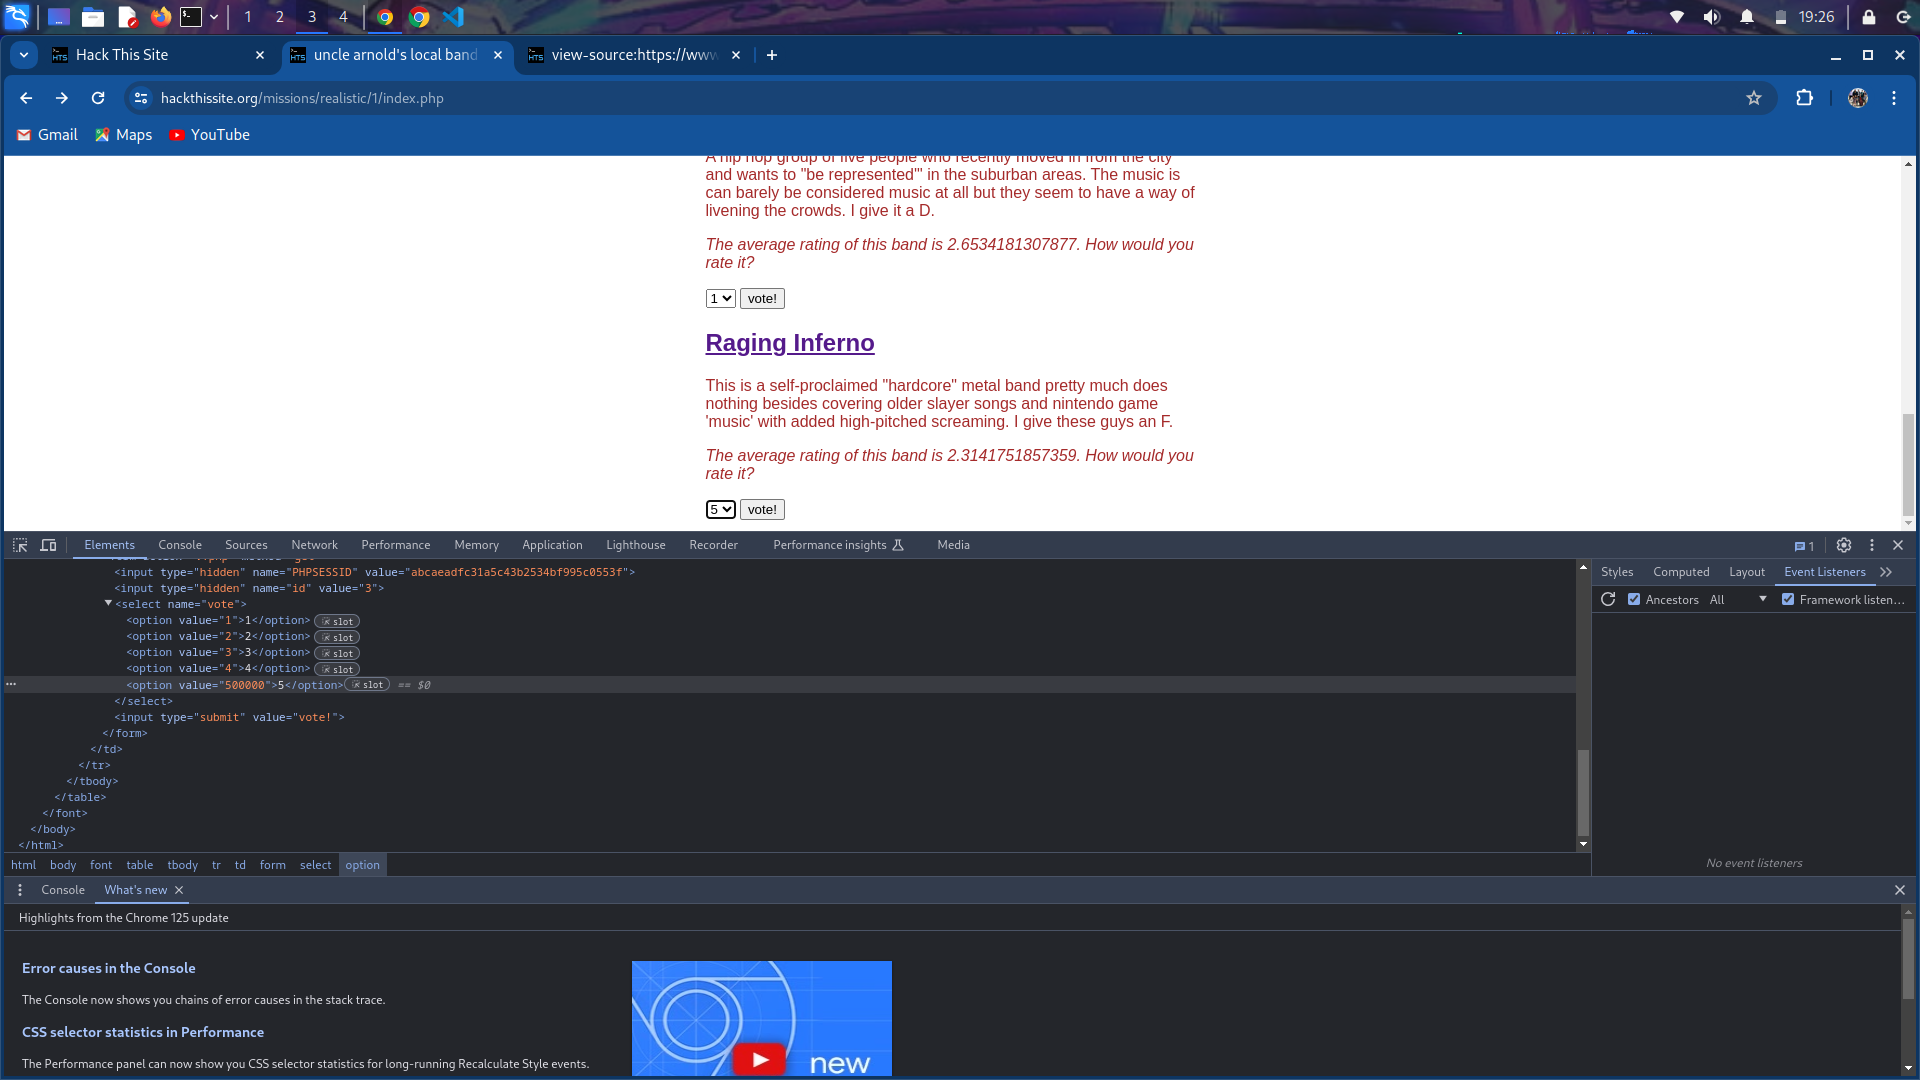 1 2 3 4 19:26
Hack This Site
uncle arnold's local band
view-source:https://www
hackthissite.org/missions/realistic/1/index.php
Gmail Maps YouTube
A hip hop group of five people who recently moved in from the city
and wants to "be represented'" in the suburban areas. The music is
can barely be considered music at all but they seem to have a way of
livening the crowds. I give it a D.
The average rating of this band is 2.6534181307877. How would you
rate it?
1 vote!
Raging Inferno
This is a self-proclaimed "hardcore" metal band pretty much does
nothing besides covering older slayer songs and nintendo game
'music' with added high-pitched screaming. I give these guys an F.
The average rating of this band is 2.3141751857359. How would you
rate it?
5 vote!
Elements Console Sources Network Performance Memory Application Lighthouse Recorder Performance insights Media 1
<input type="hidden" name="PHPSESSID" value="abcaeadfc31a5c43b2534bf995c0553f">
<input type="hidden" name="id" value="3">
<select name="vote">
<option value="1">1</option> slot
<option value="2">2</option> slot
<option value="3">3</option> slot
<option value="4">4</option> slot
<option value="500000">5</option> slot == $0
</select>
<input type="submit" value="vote!">
</form>
</td>
</tr>
</tbody>
</table>
</font>
</body>
</html>
html body font table tbody tr td form select option
Styles Computed Layout Event Listeners
Ancestors All Framework listen…
No event listeners
Console What's new
Highlights from the Chrome 125 update
Error causes in the Console
The Console now shows you chains of error causes in the stack trace.
CSS selector statistics in Performance
The Performance panel can now show you CSS selector statistics for long-running Recalculate Style events.
new